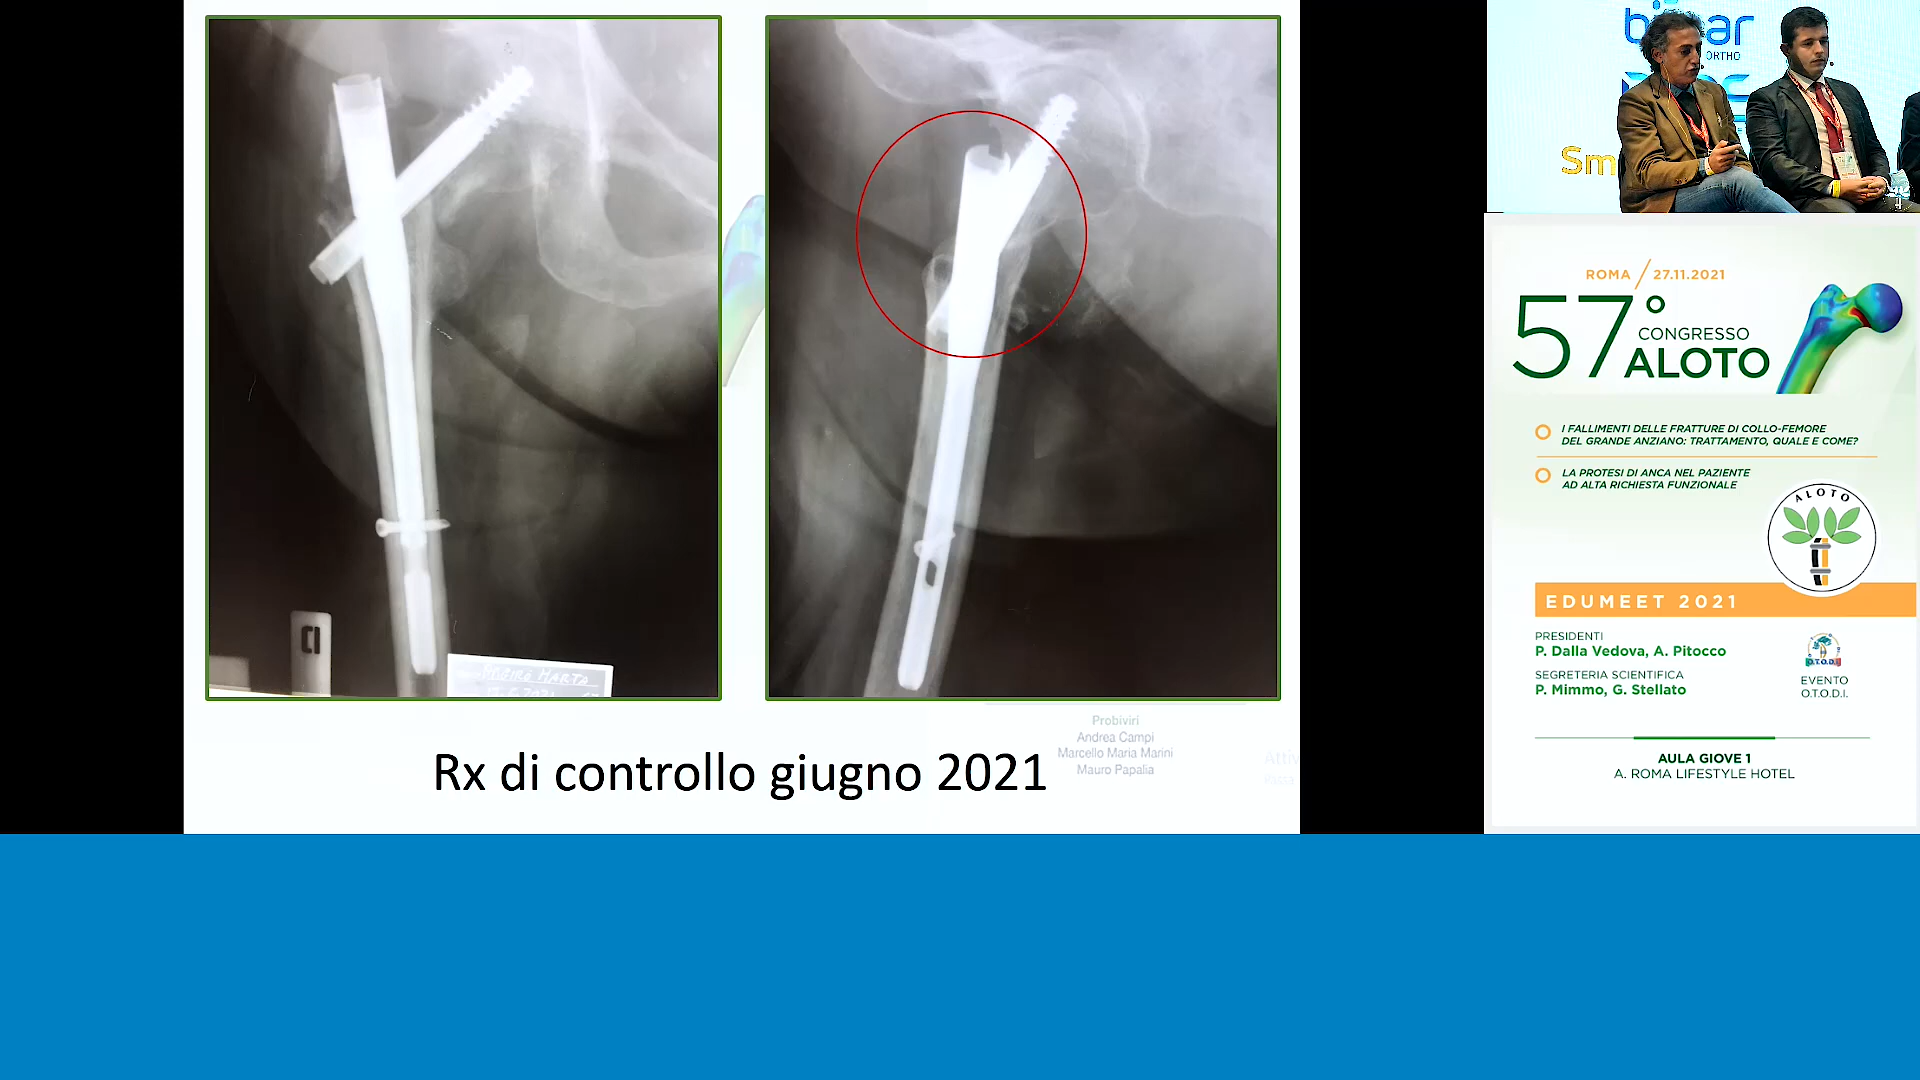 Rx di controllo giugno 2021
Probiviri
Andrea Campi
Marcello Maria Marini
Mauro Papalia
CI
ORTHO
Sm
ROMA / 27.11.2021
57°
CONGRESSO
ALOTO
I FALLIMENTI DELLE FRATTURE DI COLLO-FEMORE
DEL GRANDE ANZIANO: TRATTAMENTO, QUALE E COME?
LA PROTESI DI ANCA NEL PAZIENTE
AD ALTA RICHIESTA FUNZIONALE
ALOTO
EDUMEET 2021
PRESIDENTI
P. Dalla Vedova, A. Pitocco
SEGRETERIA SCIENTIFICA
P. Mimmo, G. Stellato
O.T.O.D.I.
EVENTO
O.T.O.D.I.
AULA GIOVE 1
A. ROMA LIFESTYLE HOTEL